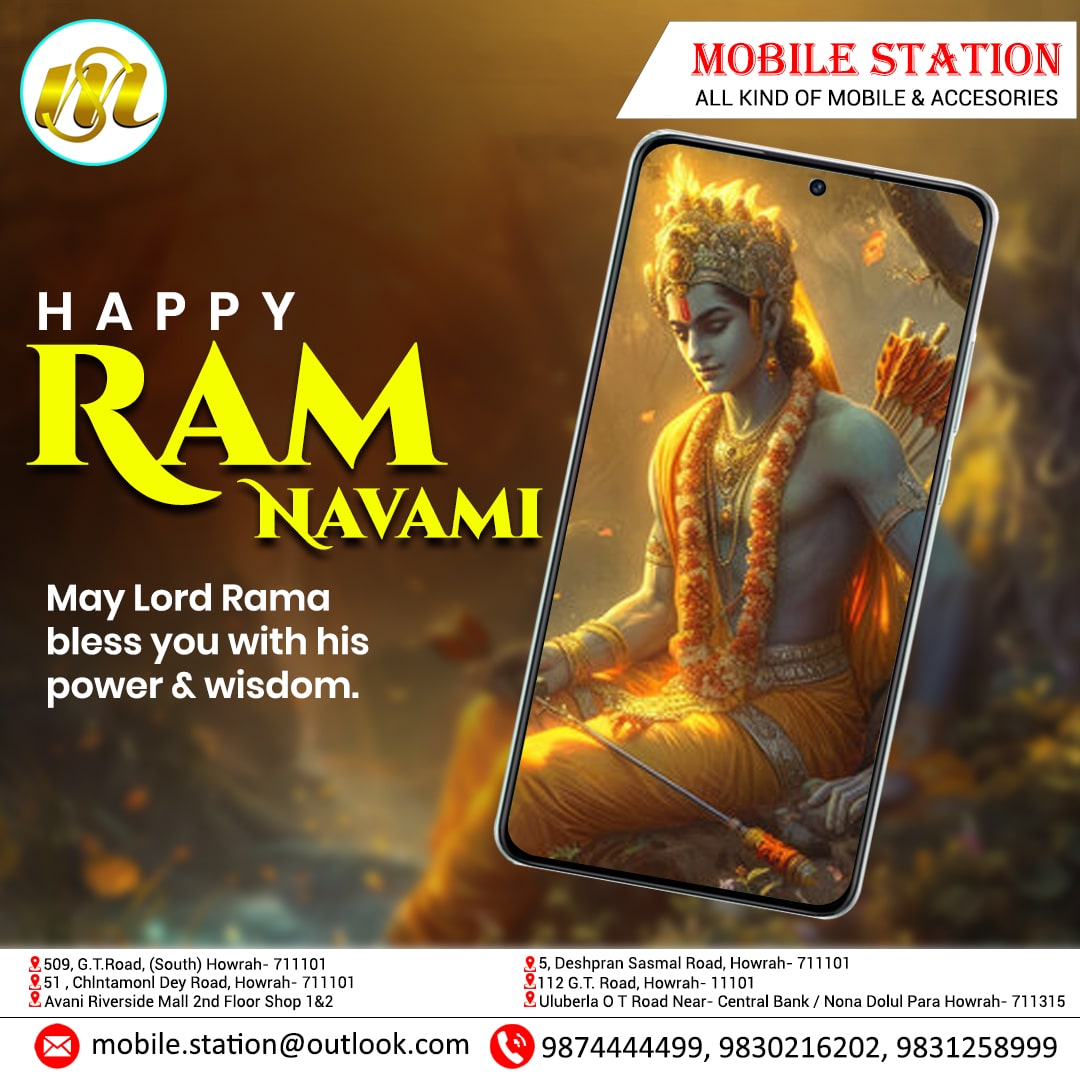 MS
MOBILE STATION
ALL KIND OF MOBILE & ACCESORIES
HAPPY
RAM
NAVAMI
May Lord Rama
bless you with his
power & wisdom.
509, G.T.Road, (South) Howrah- 711101
51 , ChIntamonI Dey Road, Howrah- 711101
Avani Riverside Mall 2nd Floor Shop 1&2
5, Deshpran Sasmal Road, Howrah- 711101
112 G.T. Road, Howrah- 11101
Uluberla O T Road Near- Central Bank / Nona Dolul Para Howrah- 711315
mobile.station@outlook.com
9874444499, 9830216202, 9831258999